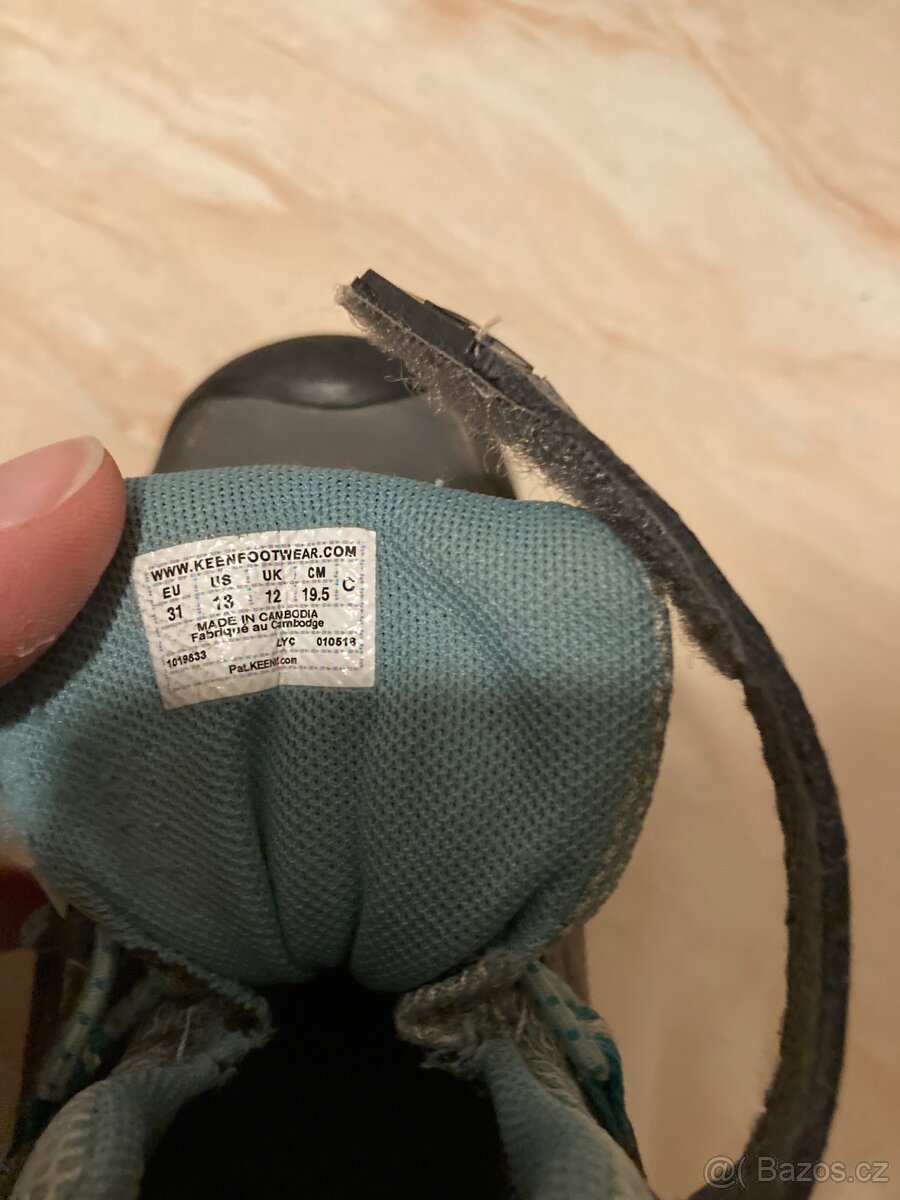 WWW.KEENFOOTWEAR.COM
EU US UK CM C
31 13 12 19.5
MADE IN CAMBODIA
Fabriqué au Cambodge
1019833 LYC 010518
Pat.KEENf.com
@( Bazos.cz